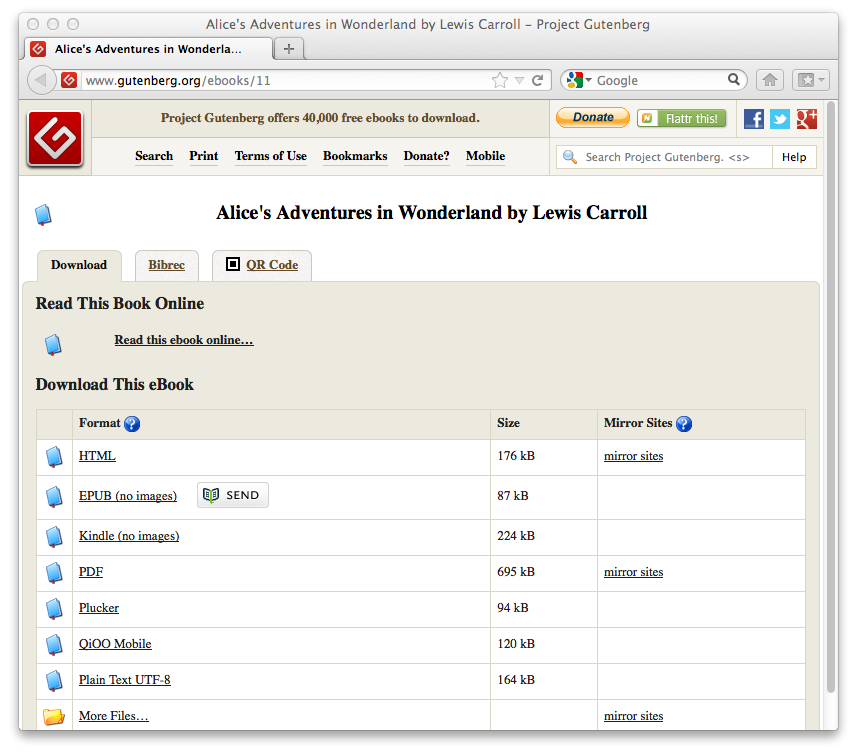 Alice's Adventures in Wonderland by Lewis Carroll – Project Gutenberg
Alice's Adventures in Wonderla...
www.gutenberg.org/ebooks/11
Google
Project Gutenberg offers 40,000 free ebooks to download.
Donate
Flattr this!
Search Print Terms of Use Bookmarks Donate? Mobile
Search Project Gutenberg. <s>
Help
Alice's Adventures in Wonderland by Lewis Carroll
Download Bibrec QR Code
Read This Book Online
Read this ebook online…
Download This eBook
Format ? Size Mirror Sites ?
HTML 176 kB mirror sites
EPUB (no images) SEND 87 kB
Kindle (no images) 224 kB
PDF 695 kB mirror sites
Plucker 94 kB
QiOO Mobile 120 kB
Plain Text UTF-8 164 kB
More Files… mirror sites